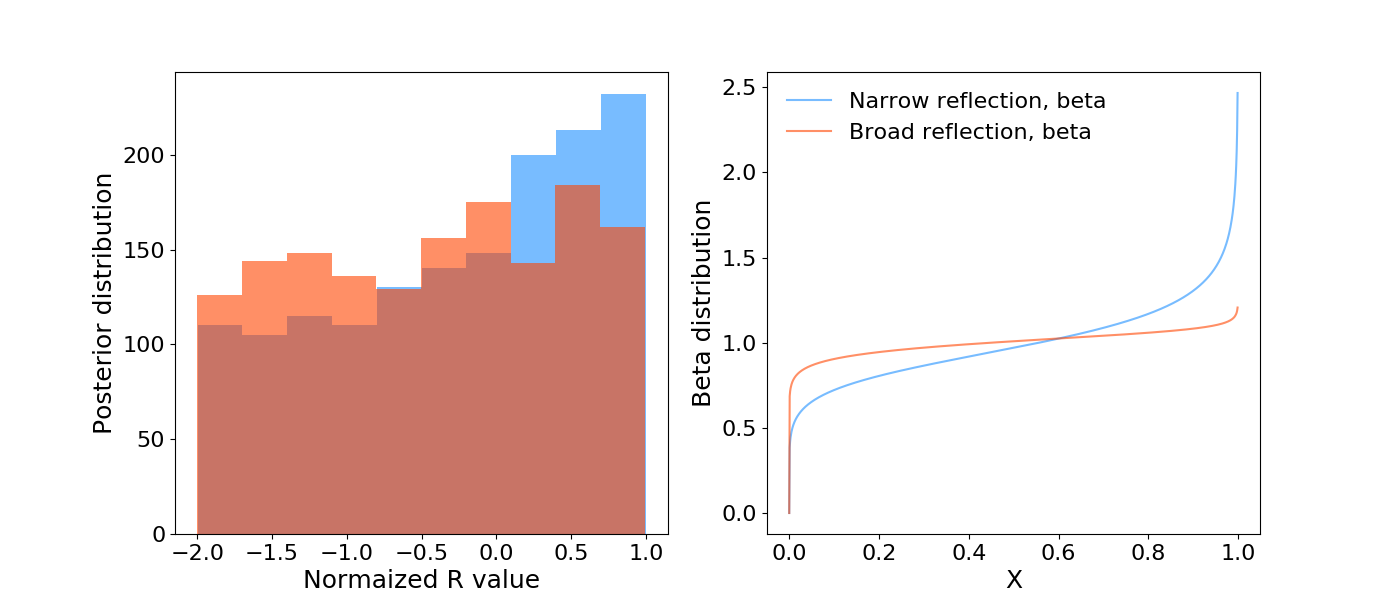 Posterior distribution
200
150
100
50
0
−2.0 −1.5 −1.0 −0.5 0.0 0.5 1.0
Normaized R value
Beta distribution
2.5
2.0
1.5
1.0
0.5
0.0
Narrow reflection, beta
Broad reflection, beta
0.0 0.2 0.4 0.6 0.8 1.0
X